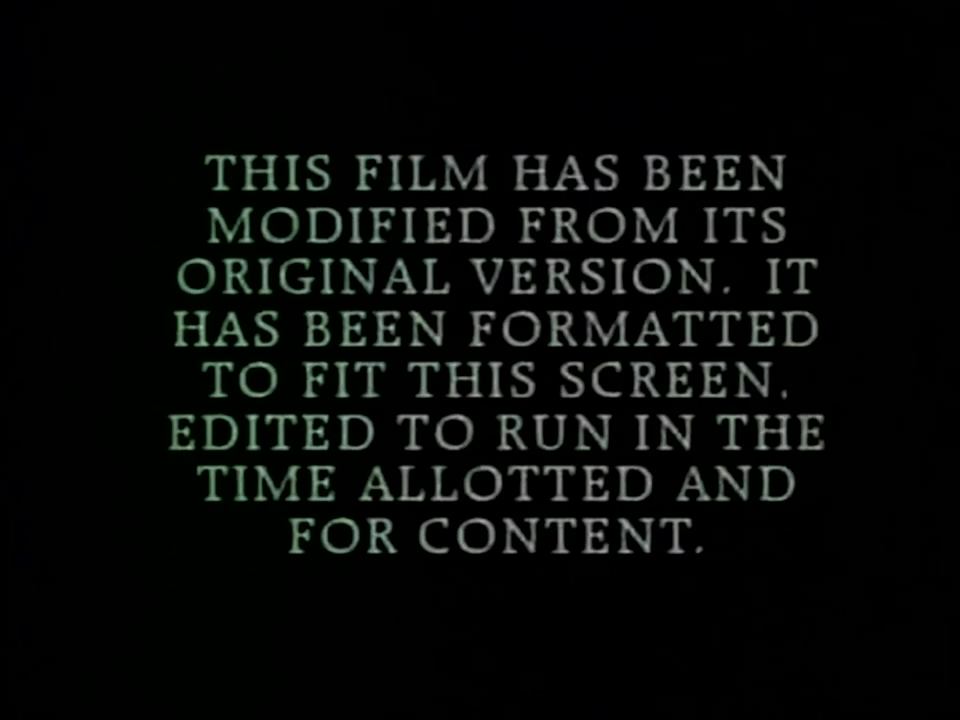 THIS FILM HAS BEEN
MODIFIED FROM ITS
ORIGINAL VERSION. IT
HAS BEEN FORMATTED
TO FIT THIS SCREEN.
EDITED TO RUN IN THE
TIME ALLOTTED AND
FOR CONTENT.